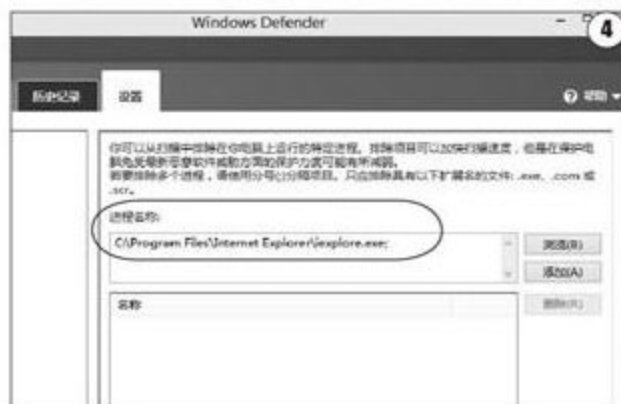 Windows Defender
4
历史记录
设置
帮助
你可以从扫描中排除在你电脑上运行的特定进程。排除项目可以加快扫描速度，但是在保护电
脑免受最新恶意软件威胁方面的保护力度可能有所减弱。
若要排除多个进程，请使用分号(;)分隔项目。只应排除具有以下扩展名的文件: .exe、.com 或
.scr。
进程名称:
C:\Program Files\Internet Explorer\iexplore.exe;
浏览(B)
添加(A)
名称
删除(R)